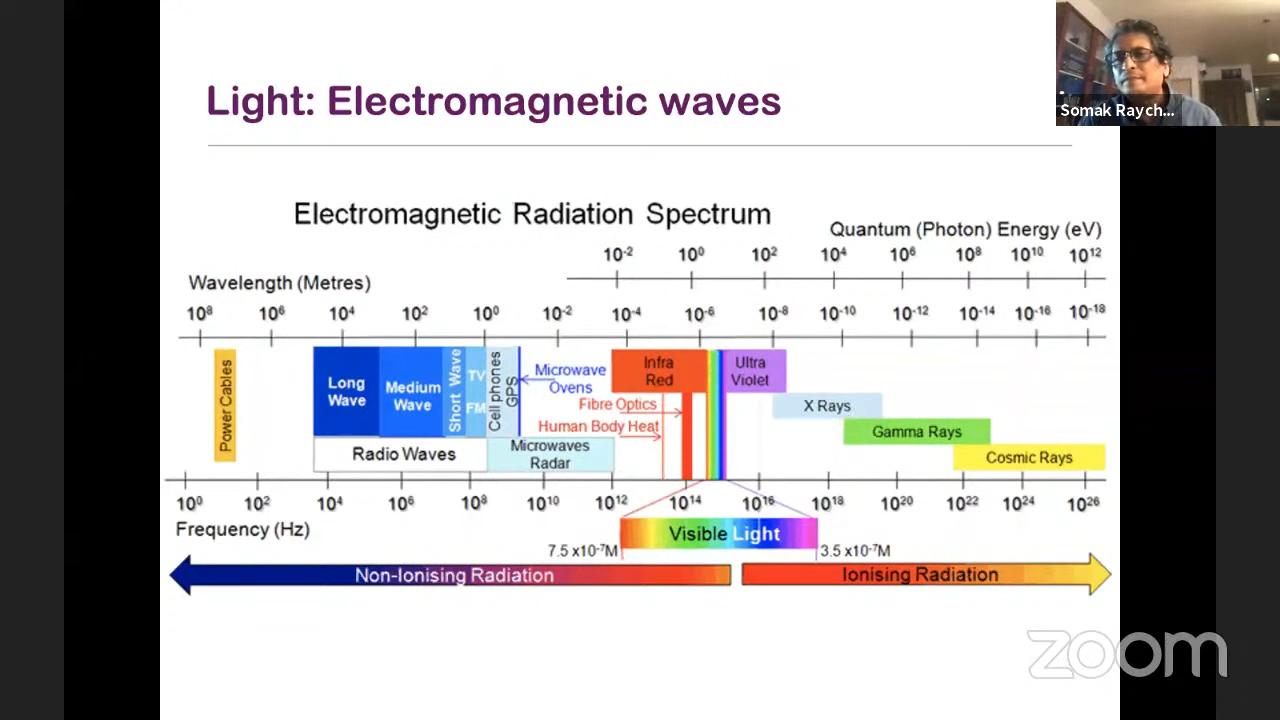 Somak Raych...
Light: Electromagnetic waves
Electromagnetic Radiation Spectrum
Quantum (Photon) Energy (eV)
10⁻² 10⁰ 10² 10⁴ 10⁶ 10⁸ 10¹⁰ 10¹²
Wavelength (Metres)
10⁸ 10⁶ 10⁴ 10² 10⁰ 10⁻² 10⁻⁴ 10⁻⁶ 10⁻⁸ 10⁻¹⁰ 10⁻¹² 10⁻¹⁴ 10⁻¹⁶ 10⁻¹⁸
Power Cables
Long
Wave
Medium
Wave
Short Wave
TV
FM
Cell phones
GPS
Microwave
Ovens
Infra
Red
Ultra
Violet
Fibre Optics
Human Body Heat
X Rays
Gamma Rays
Cosmic Rays
Radio Waves
Microwaves
Radar
10⁰ 10² 10⁴ 10⁶ 10⁸ 10¹⁰ 10¹² 10¹⁴ 10¹⁶ 10¹⁸ 10²⁰ 10²² 10²⁴ 10²⁶
Frequency (Hz)
Visible Light
7.5 x10⁻⁷M
3.5 x10⁻⁷M
Non-Ionising Radiation
Ionising Radiation
zoom